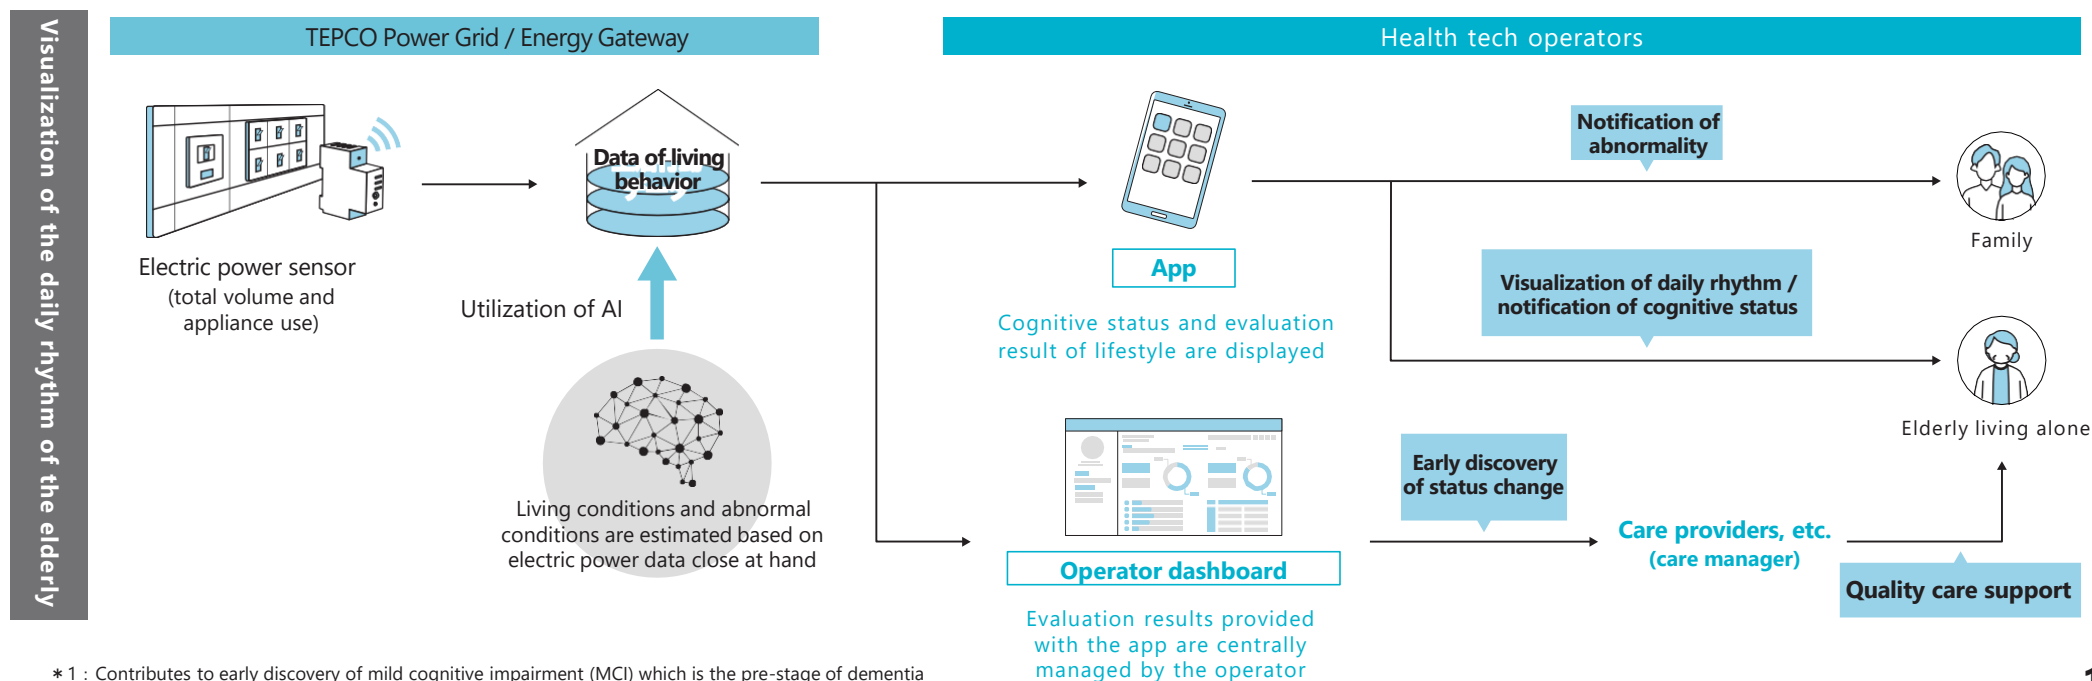 Visualization of the daily rhythm of the elderly
TEPCO Power Grid / Energy Gateway
Health tech operators
Electric power sensor
(total volume and
appliance use)
Data of living
behavior
Utilization of AI
Living conditions and abnormal
conditions are estimated based on
electric power data close at hand
App
Cognitive status and evaluation
result of lifestyle are displayed
Notification of
abnormality
Family
Visualization of daily rhythm /
notification of cognitive status
Elderly living alone
Operator dashboard
Evaluation results provided
with the app are centrally
managed by the operator
Early discovery
of status change
Care providers, etc.
(care manager)
Quality care support
*1 : Contributes to early discovery of mild cognitive impairment (MCI) which is the pre-stage of dementia